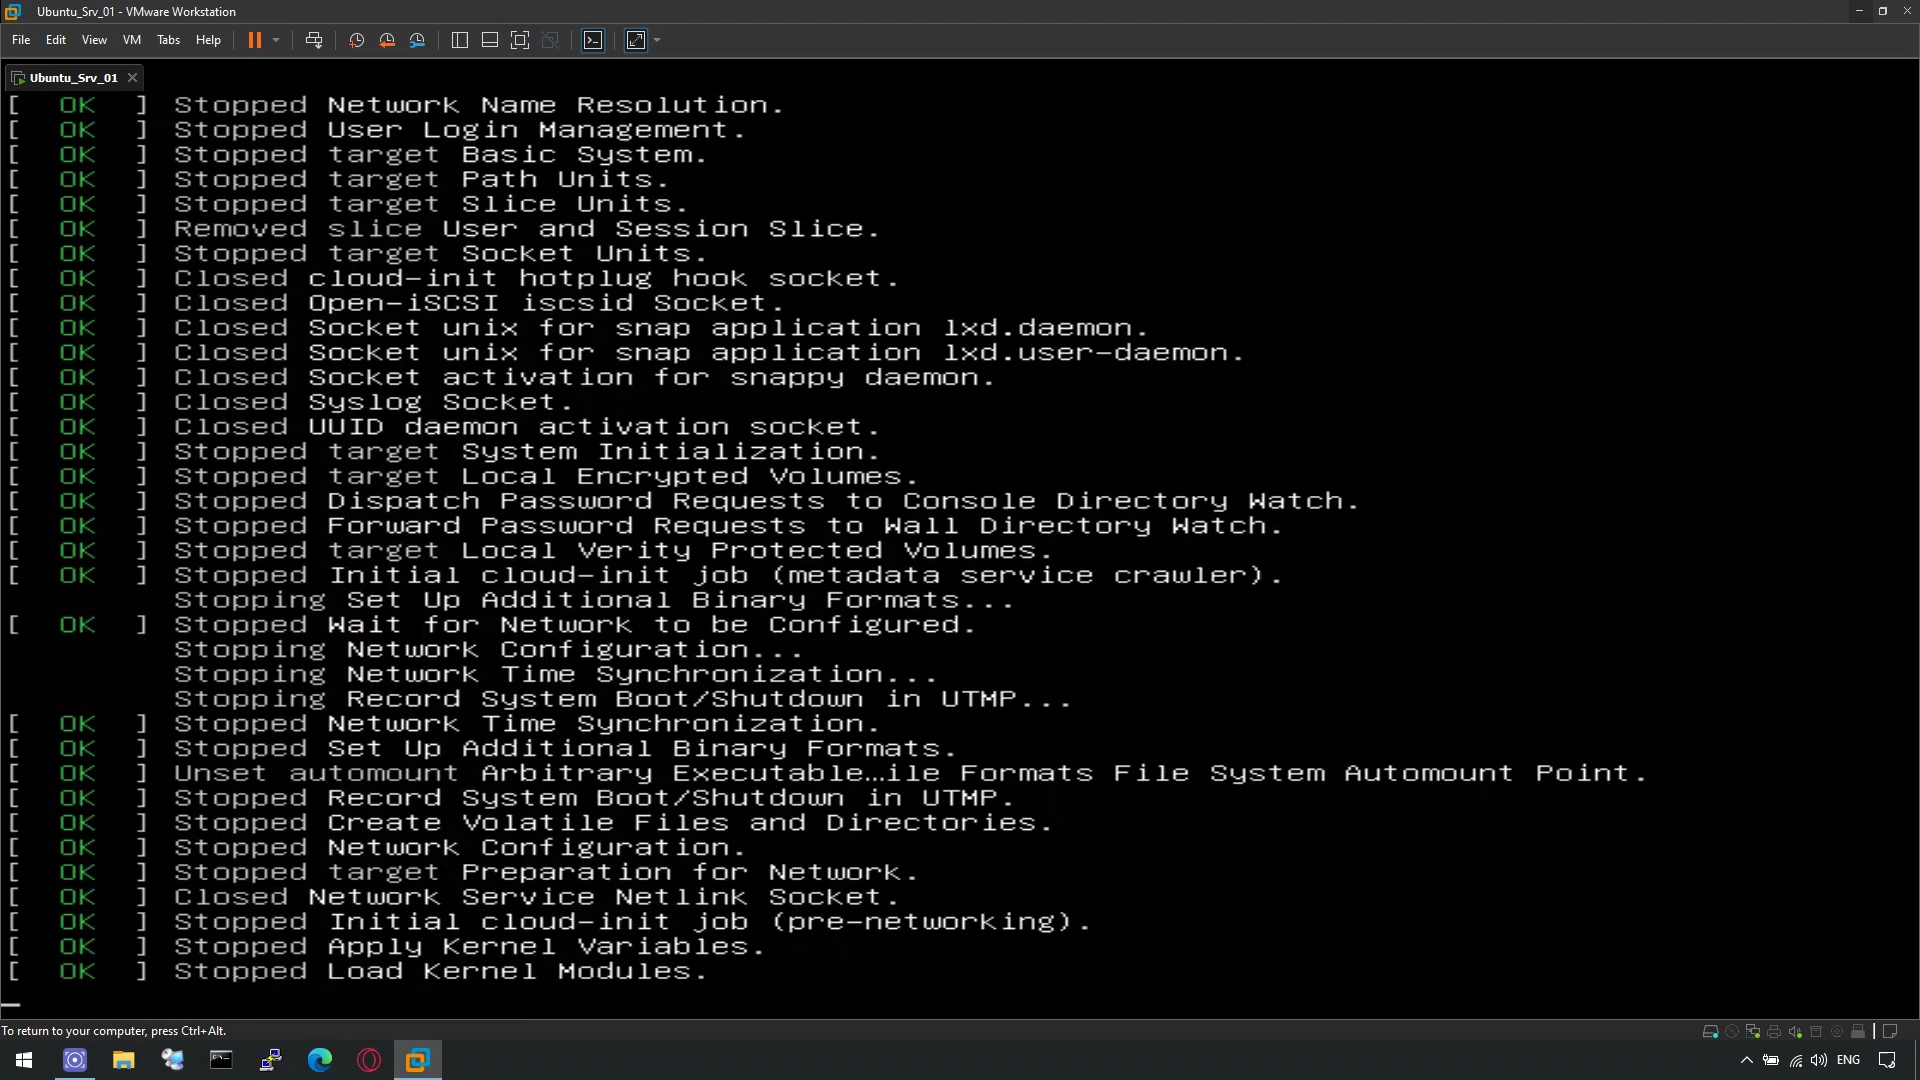 Ubuntu_Srv_01 - VMware Workstation
File Edit View VM Tabs Help
Ubuntu_Srv_01
[ OK ] Stopped Network Name Resolution.
[ OK ] Stopped User Login Management.
[ OK ] Stopped target Basic System.
[ OK ] Stopped target Path Units.
[ OK ] Stopped target Slice Units.
[ OK ] Removed slice User and Session Slice.
[ OK ] Stopped target Socket Units.
[ OK ] Closed cloud-init hotplug hook socket.
[ OK ] Closed Open-iSCSI iscsid Socket.
[ OK ] Closed Socket unix for snap application lxd.daemon.
[ OK ] Closed Socket unix for snap application lxd.user-daemon.
[ OK ] Closed Socket activation for snappy daemon.
[ OK ] Closed Syslog Socket.
[ OK ] Closed UUID daemon activation socket.
[ OK ] Stopped target System Initialization.
[ OK ] Stopped target Local Encrypted Volumes.
[ OK ] Stopped Dispatch Password Requests to Console Directory Watch.
[ OK ] Stopped Forward Password Requests to Wall Directory Watch.
[ OK ] Stopped target Local Verity Protected Volumes.
[ OK ] Stopped Initial cloud-init job (metadata service crawler).
Stopping Set Up Additional Binary Formats...
[ OK ] Stopped Wait for Network to be Configured.
Stopping Network Configuration...
Stopping Network Time Synchronization...
Stopping Record System Boot/Shutdown in UTMP...
[ OK ] Stopped Network Time Synchronization.
[ OK ] Stopped Set Up Additional Binary Formats.
[ OK ] Unset automount Arbitrary Executable…ile Formats File System Automount Point.
[ OK ] Stopped Record System Boot/Shutdown in UTMP.
[ OK ] Stopped Create Volatile Files and Directories.
[ OK ] Stopped Network Configuration.
[ OK ] Stopped target Preparation for Network.
[ OK ] Closed Network Service Netlink Socket.
[ OK ] Stopped Initial cloud-init job (pre-networking).
[ OK ] Stopped Apply Kernel Variables.
[ OK ] Stopped Load Kernel Modules.
To return to your computer, press Ctrl+Alt.
ENG